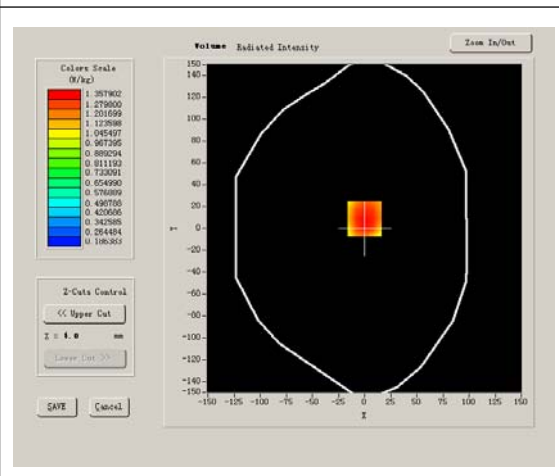 Volume Radiated Intensity
Zoom In/Out
Colors Scale
(W/kg)
1.357902
1.279800
1.201699
1.123598
1.045497
0.967395
0.889294
0.811193
0.733091
0.654990
0.576889
0.498788
0.420686
0.342585
0.264484
0.186383
Z-Cuts Control
<< Upper Cut
Z = 4.0 mm
Lower Cut >>
SAVE
Cancel
150
140
120
100
80
60
40
20
0
-20
-40
-60
-80
-100
-120
-140
-150
Y
-150 -125 -100 -75 -50 -25 0 25 50 75 100 125 150
X